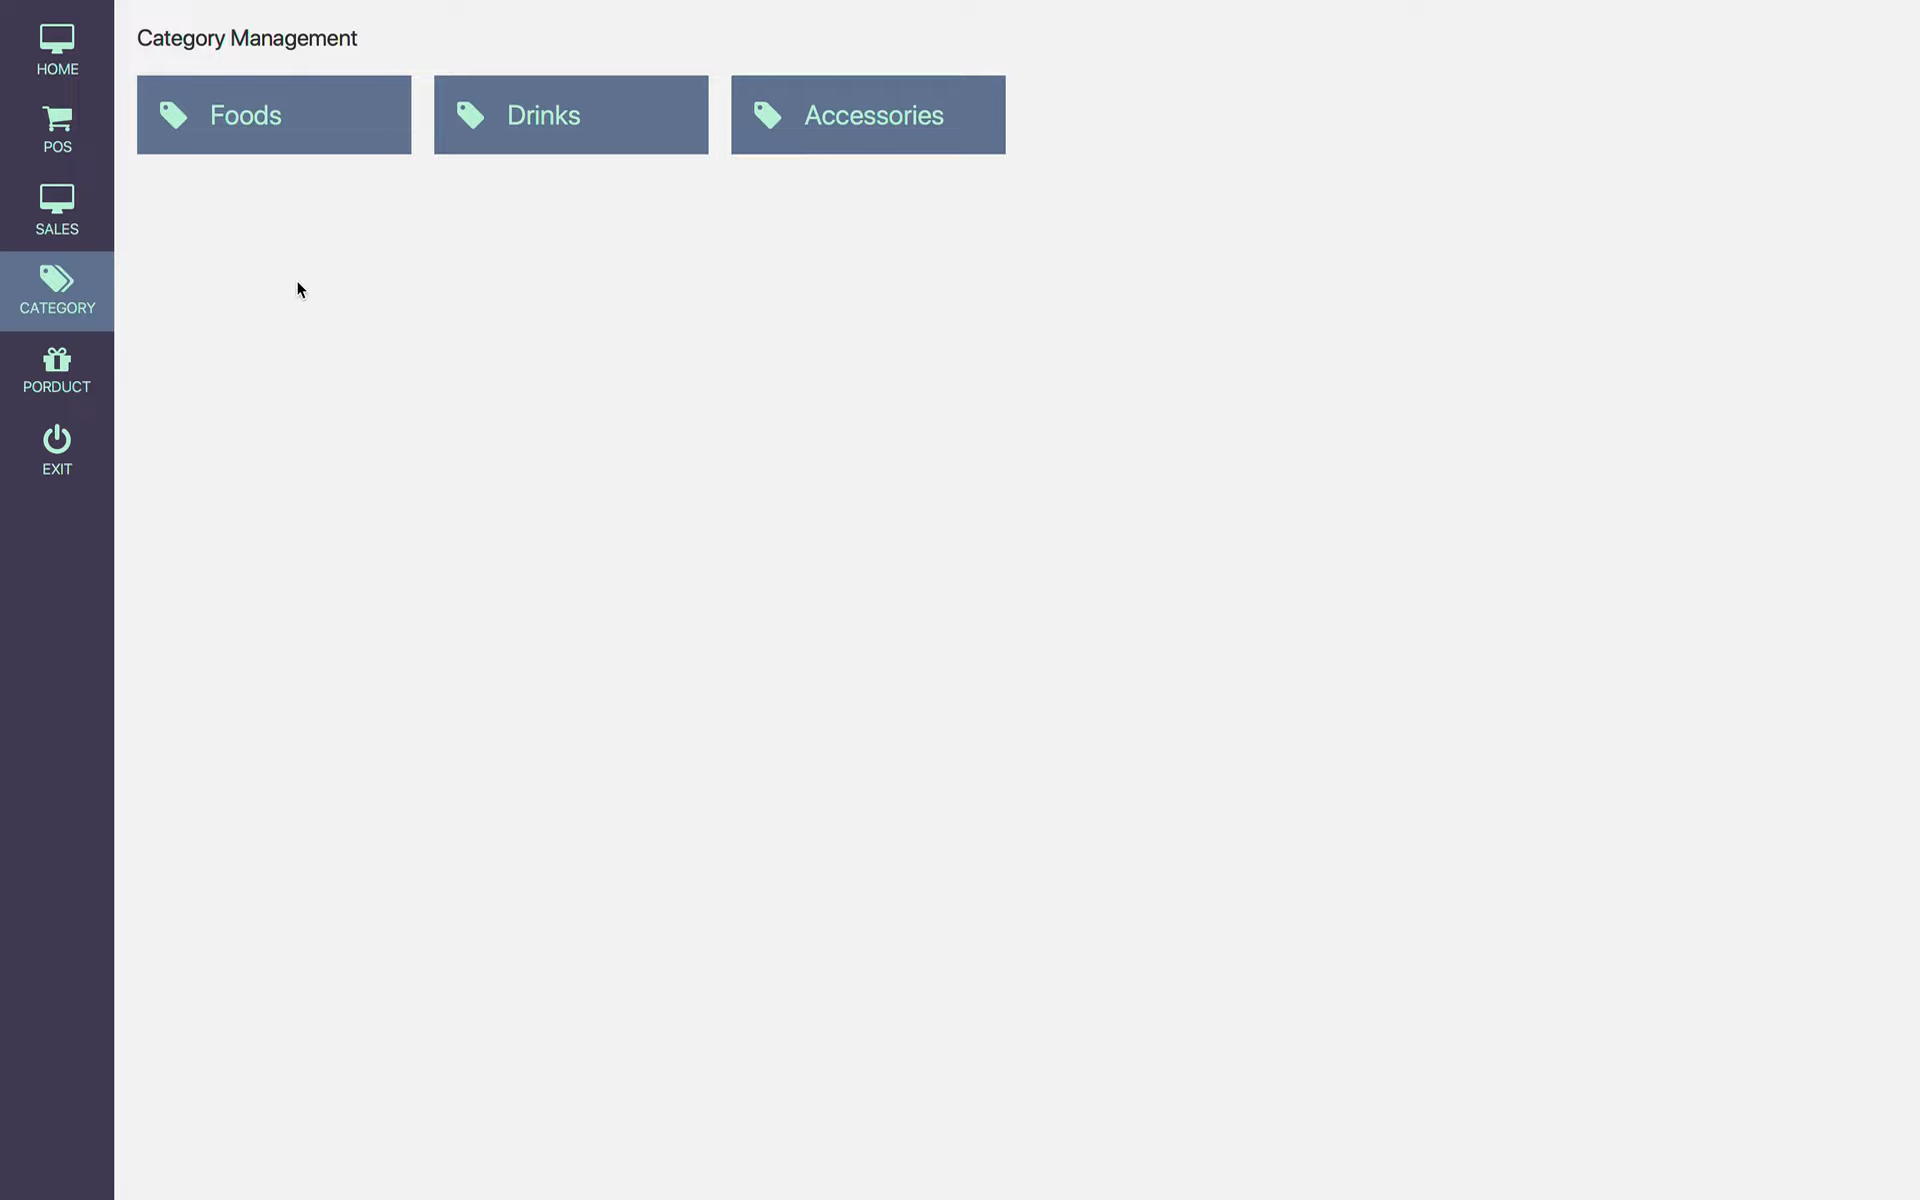 Category Management
HOME
POS
SALES
CATEGORY
PORDUCT
EXIT
Foods
Drinks
Accessories